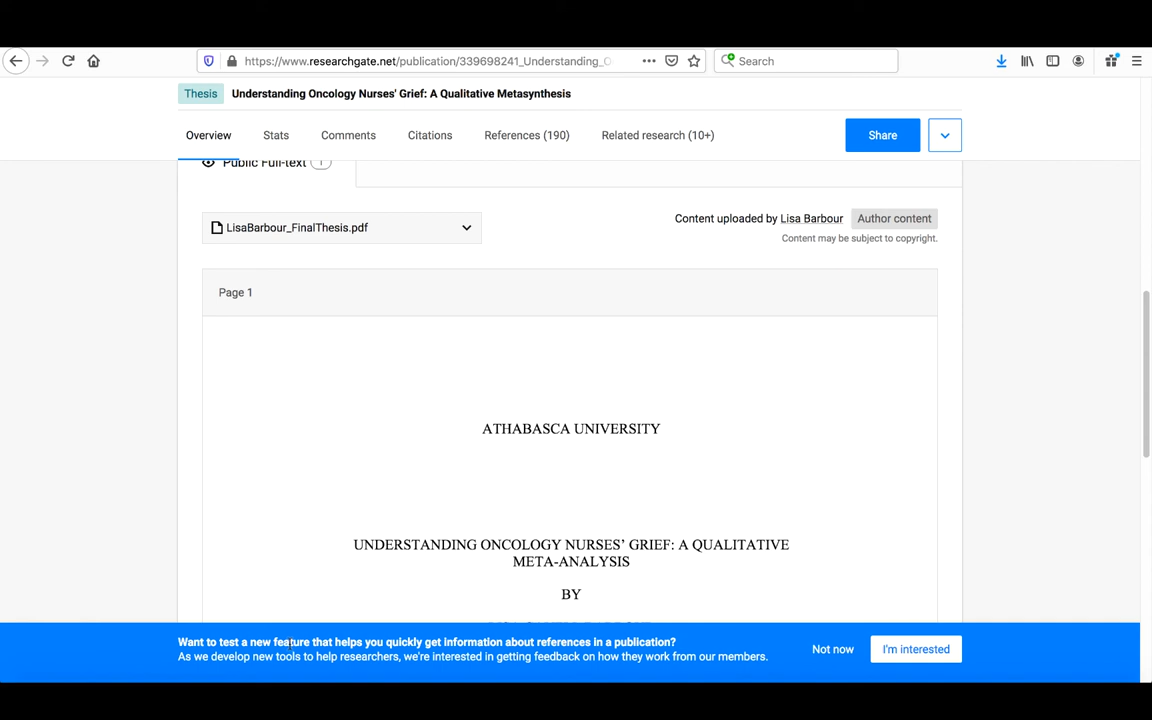 https://www.researchgate.net/publication/339698241_Understanding_O
Search
Thesis Understanding Oncology Nurses' Grief: A Qualitative Metasynthesis
Overview Stats Comments Citations References (190) Related research (10+) Share
Public Full-text 1
LisaBarbour_FinalThesis.pdf
Content uploaded by Lisa Barbour Author content
Content may be subject to copyright.
Page 1
ATHABASCA UNIVERSITY
UNDERSTANDING ONCOLOGY NURSES’ GRIEF: A QUALITATIVE
META-ANALYSIS
BY
Want to test a new feature that helps you quickly get information about references in a publication?
As we develop new tools to help researchers, we're interested in getting feedback on how they work from our members.
Not now I'm interested